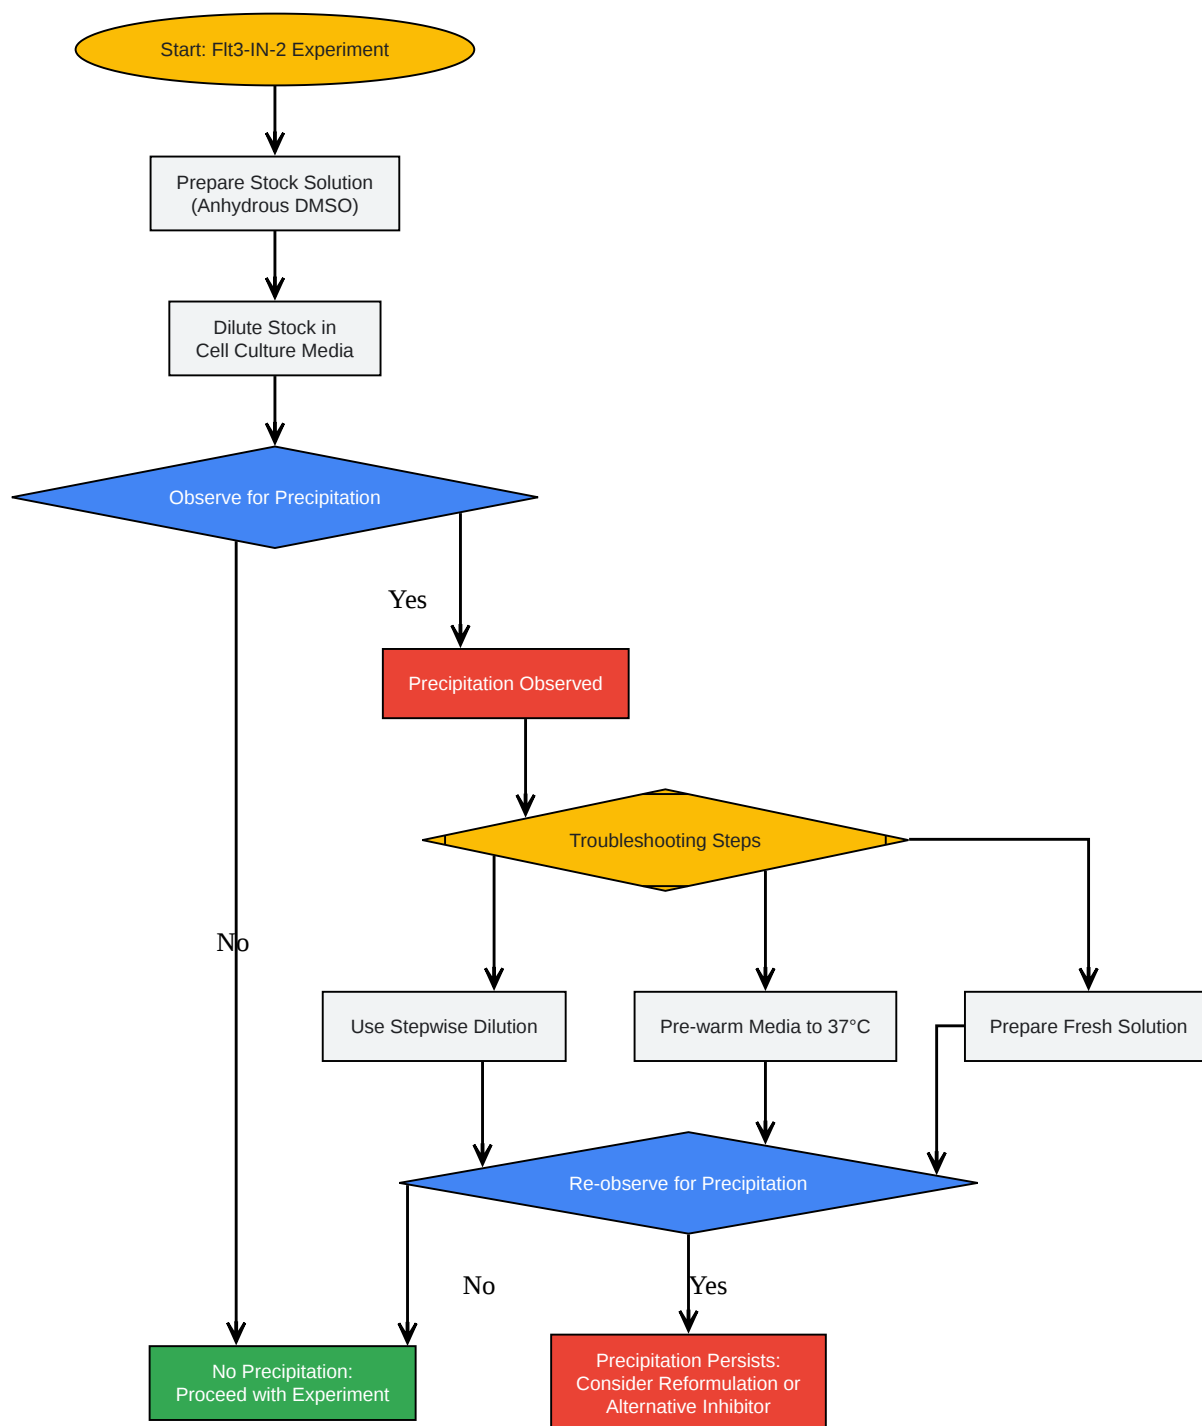 Start: Flt3-IN-2 Experiment
Prepare Stock Solution
(Anhydrous DMSO)
Dilute Stock in
Cell Culture Media
Observe for Precipitation
Yes
Precipitation Observed
Troubleshooting Steps
No
Use Stepwise Dilution
Pre-warm Media to 37°C
Prepare Fresh Solution
Re-observe for Precipitation
No
Yes
No Precipitation:
Proceed with Experiment
Precipitation Persists:
Consider Reformulation or
Alternative Inhibitor